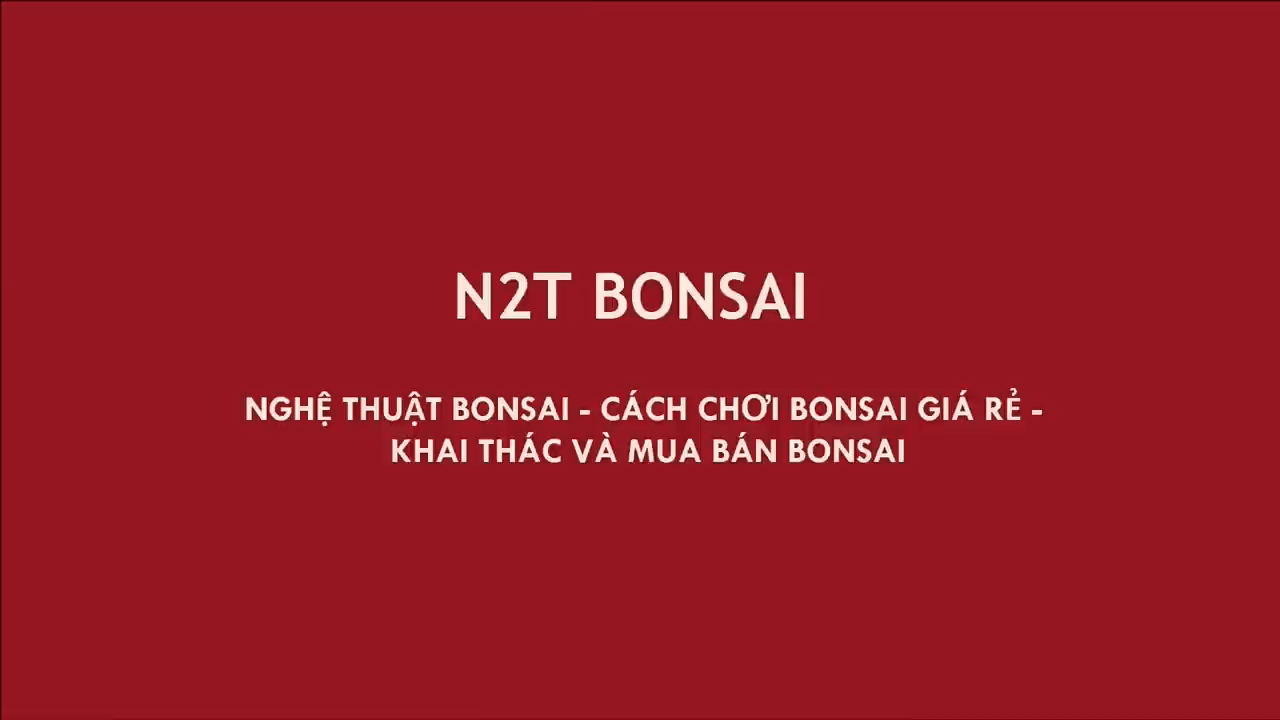 N2T BONSAI
NGHỆ THUẬT BONSAI - CÁCH CHƠI BONSAI GIÁ RẺ -
KHAI THÁC VÀ MUA BÁN BONSAI